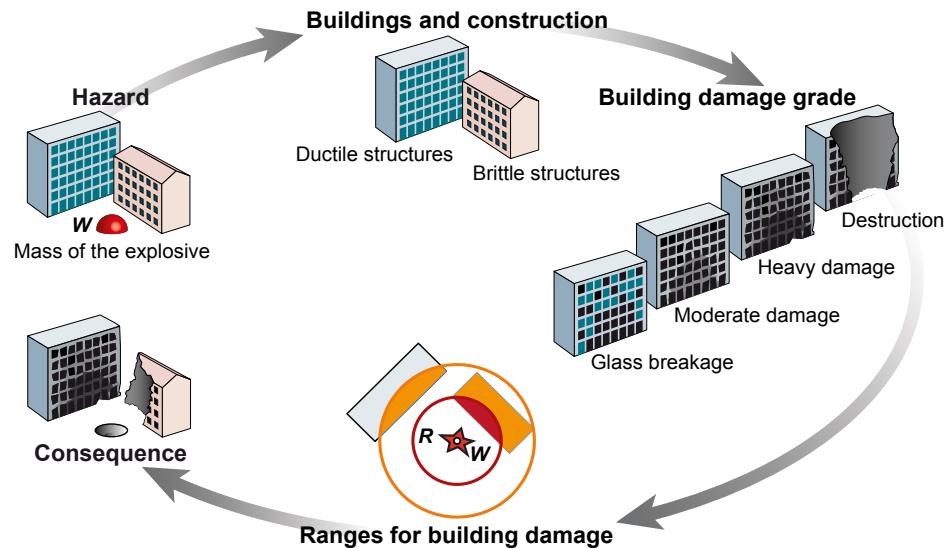 Buildings and construction
Hazard
Ductile structures
Brittle structures
W
Mass of the explosive
Building damage grade
Destruction
Heavy damage
Moderate damage
Glass breakage
R
W
Ranges for building damage
Consequence